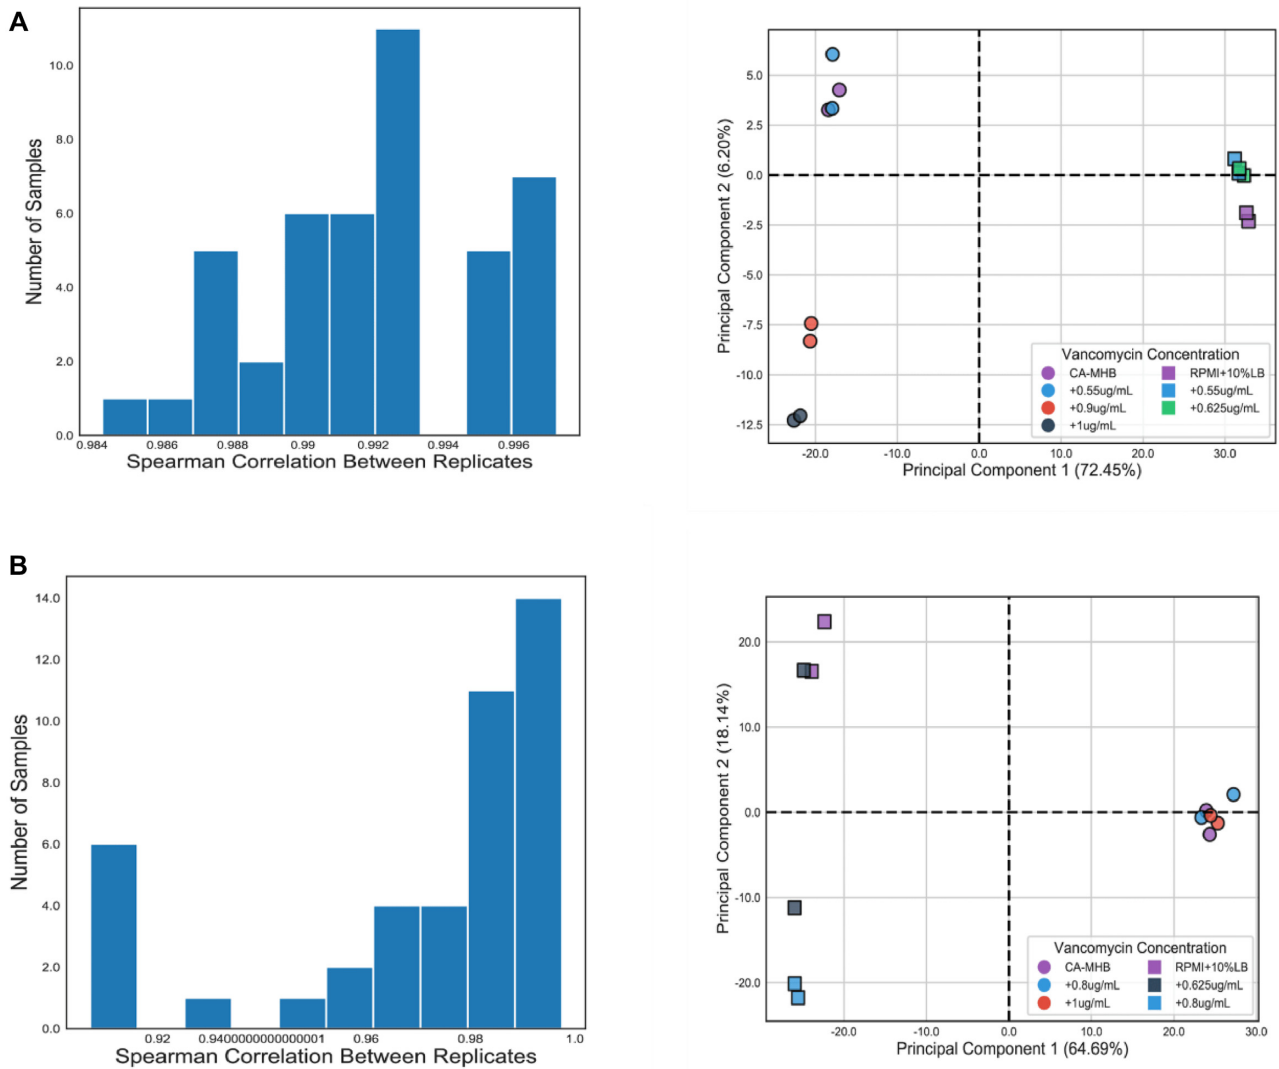 A
10.0
8.0
6.0
4.0
2.0
0.0
Number of Samples
0.984 0.986 0.988 0.99 0.992 0.994 0.996
Spearman Correlation Between Replicates
5.0
2.5
0.0
-2.5
-5.0
-7.5
-10.0
-12.5
Principal Component 2 (6.20%)
Vancomycin Concentration
CA-MHB RPMI+10%LB
+0.55ug/mL +0.55ug/mL
+0.9ug/mL +0.625ug/mL
+1ug/mL
-20.0 -10.0 0.0 10.0 20.0 30.0
Principal Component 1 (72.45%)
B
14.0
12.0
10.0
8.0
6.0
4.0
2.0
0.0
Number of Samples
0.92 0.9400000000000001 0.96 0.98 1.0
Spearman Correlation Between Replicates
20.0
10.0
0.0
-10.0
-20.0
Principal Component 2 (18.14%)
Vancomycin Concentration
CA-MHB RPMI+10%LB
+0.8ug/mL +0.625ug/mL
+1ug/mL +0.8ug/mL
-20.0 -10.0 0.0 10.0 20.0 30.0
Principal Component 1 (64.69%)